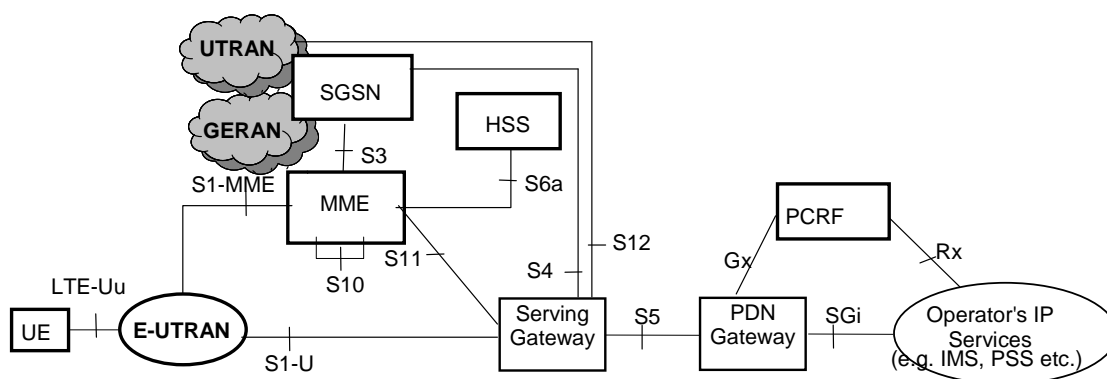 UTRAN
SGSN
HSS
GERAN
S3
S1-MME
S6a
MME
PCRF
S12
S11
S4
Gx
Rx
S10
LTE-Uu
Serving
Gateway
PDN
Gateway
Operator's IP
Services
(e.g. IMS, PSS etc.)
S5
SGi
UE
E-UTRAN
S1-U